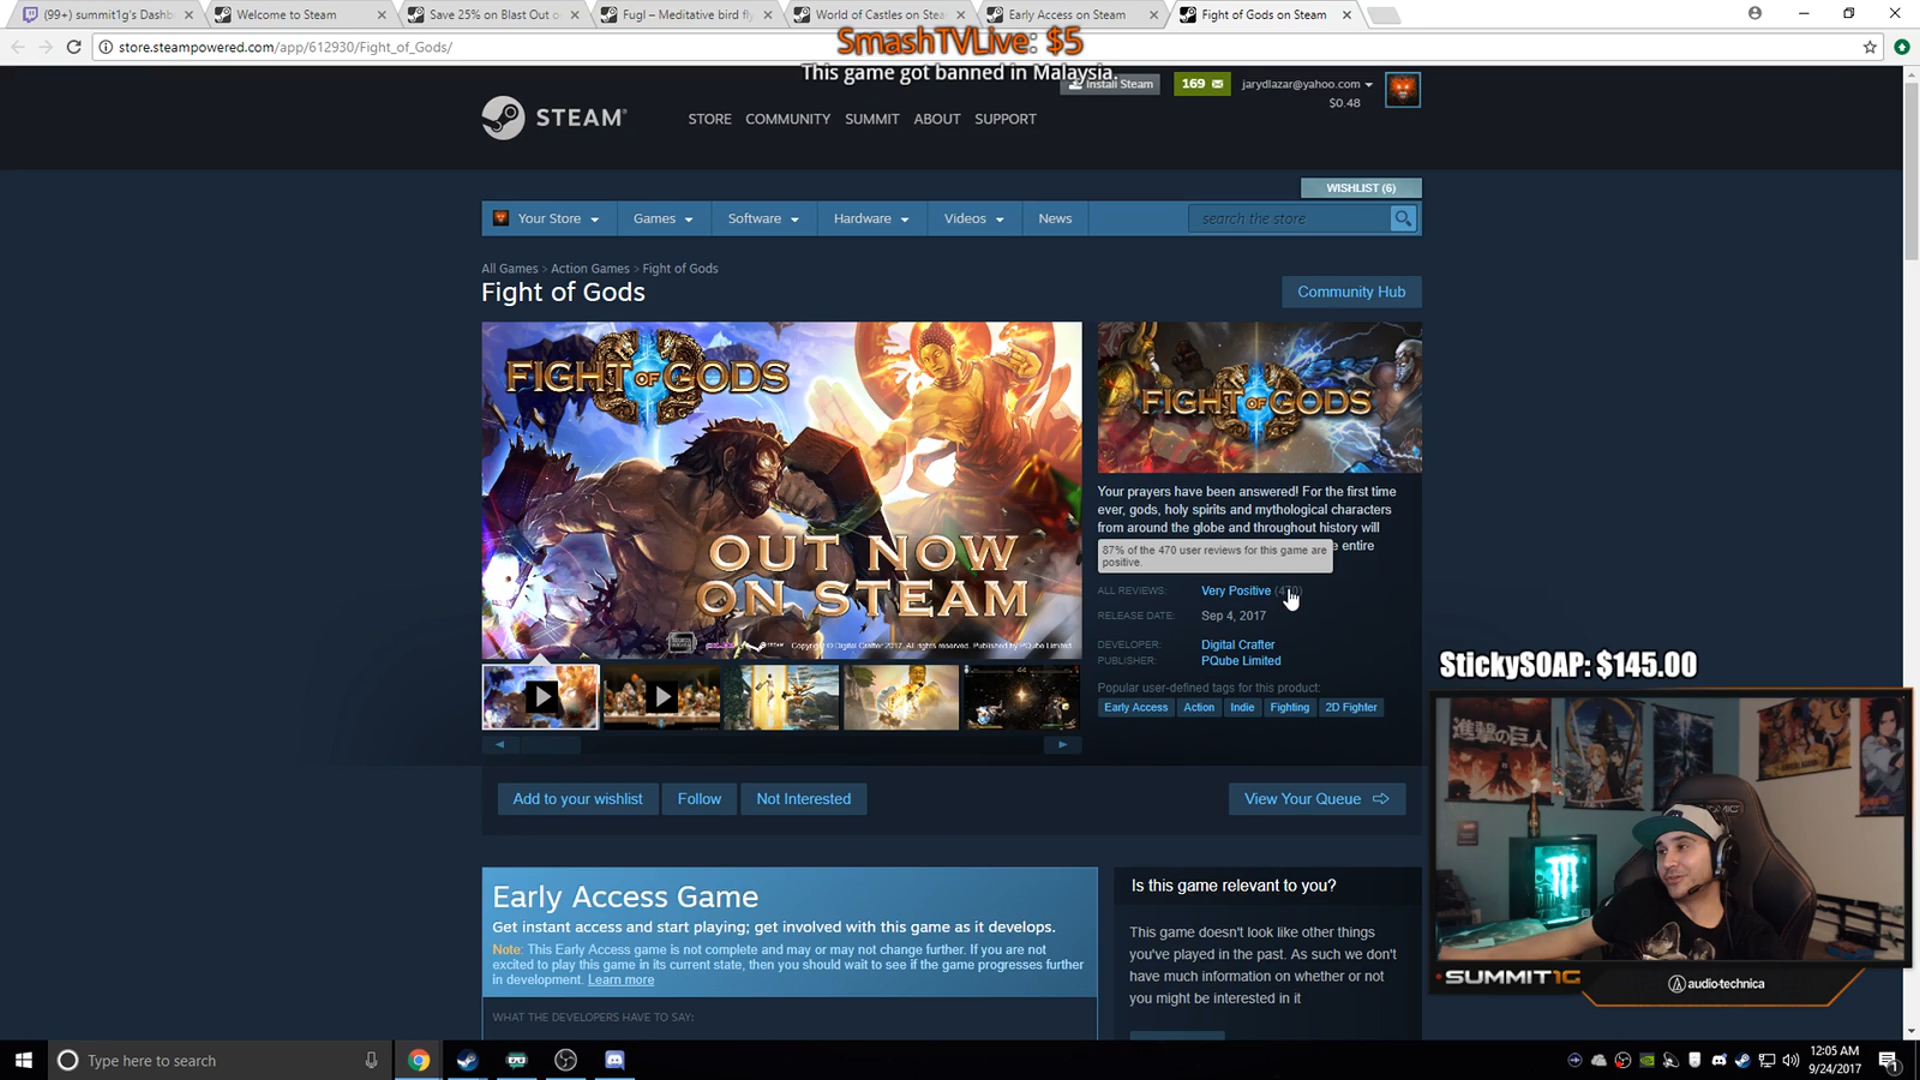 (99+) summit1g's Dashb
Welcome to Steam
Save 25% on Blast Out o
Fugl – Meditative bird fl
World of Castles on Stea
Early Access on Steam
Fight of Gods on Steam
store.steampowered.com/app/612930/Fight_of_Gods/
SmashTVLive: $5
This game got banned in Malaysia.
Install Steam
169
jarydlazar@yahoo.com
$0.48
STEAM
STORE COMMUNITY SUMMIT ABOUT SUPPORT
WISHLIST (6)
Your Store Games Software Hardware Videos News
search the store
All Games > Action Games > Fight of Gods
Fight of Gods
Community Hub
FIGHT OF GODS
OUT NOW
ON STEAM
Copyright © Digital Crafter 2017. All rights reserved. Published by PQube Limited.
FIGHT OF GODS
Your prayers have been answered! For the first time
ever, gods, holy spirits and mythological characters
from around the globe and throughout history will
e entire
87% of the 470 user reviews for this game are
positive.
ALL REVIEWS: Very Positive (470)
RELEASE DATE: Sep 4, 2017
DEVELOPER: Digital Crafter
PUBLISHER: PQube Limited
Popular user-defined tags for this product:
Early Access Action Indie Fighting 2D Fighter
Add to your wishlist Follow Not Interested
View Your Queue
StickySOAP: $145.00
進撃の巨人
Early Access Game
Get instant access and start playing; get involved with this game as it develops.
Note: This Early Access game is not complete and may or may not change further. If you are not
excited to play this game in its current state, then you should wait to see if the game progresses further
in development. Learn more
WHAT THE DEVELOPERS HAVE TO SAY:
Is this game relevant to you?
This game doesn't look like other things
you've played in the past. As such we don't
have much information on whether or not
you might be interested in it
SUMMIT1G
audio-technica
Type here to search
12:05 AM
9/24/2017
1